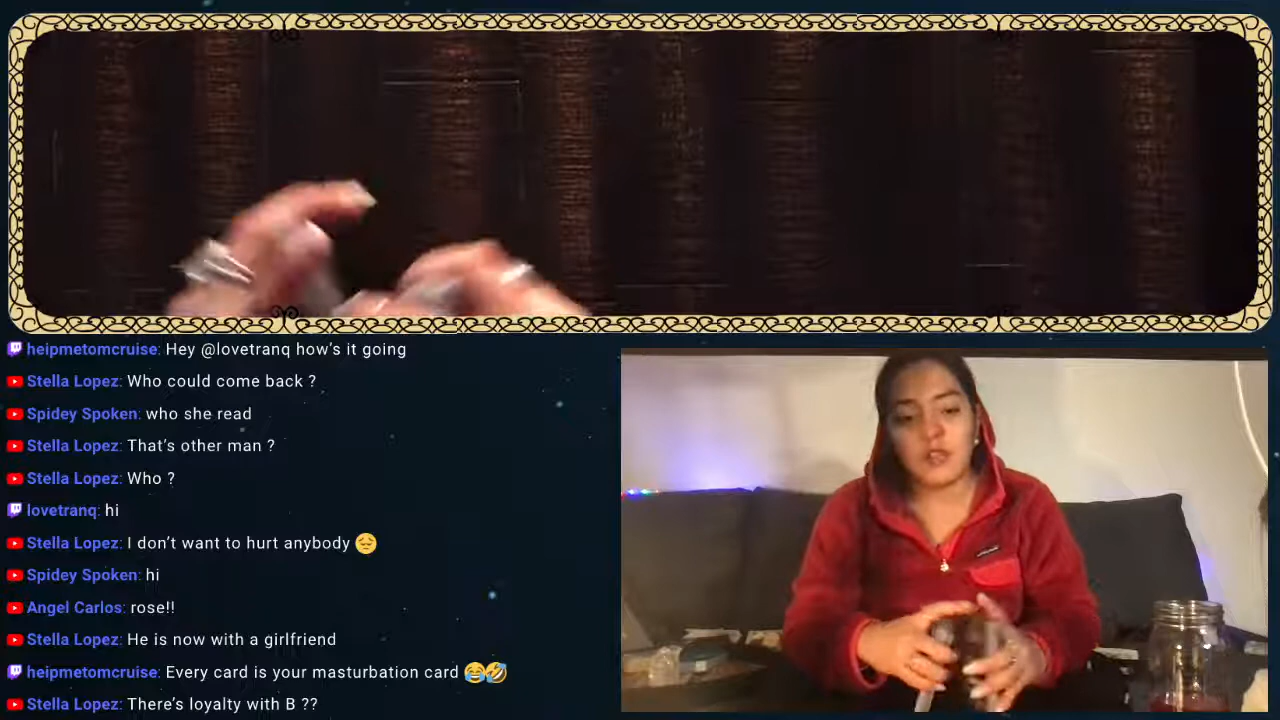 heipmetomcruise: Hey @lovetranq how's it going
Stella Lopez: Who could come back ?
Spidey Spoken: who she read
Stella Lopez: That's other man ?
Stella Lopez: Who ?
lovetranq: hi
Stella Lopez: I don't want to hurt anybody 😔
Spidey Spoken: hi
Angel Carlos: rose!!
Stella Lopez: He is now with a girlfriend
heipmetomcruise: Every card is your masturbation card 😂🤣
Stella Lopez: There's loyalty with B ??